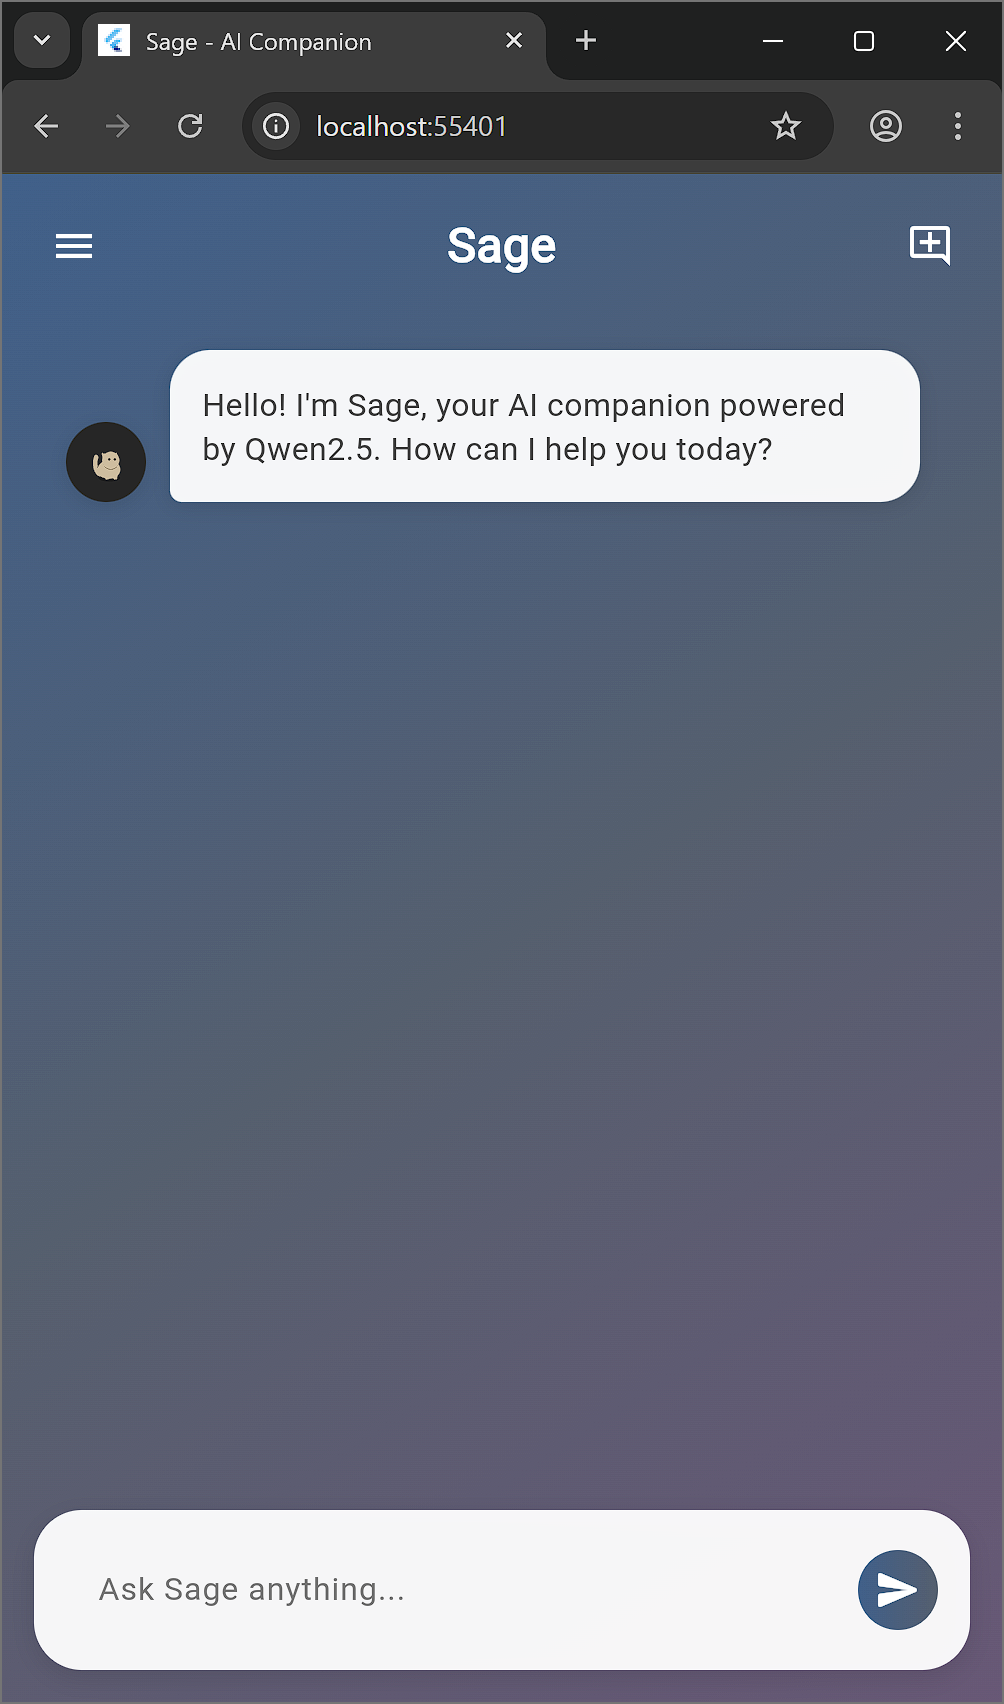 Sage - AI Companion
localhost:55401
Sage
Hello! I'm Sage, your AI companion powered
by Qwen2.5. How can I help you today?
Ask Sage anything...